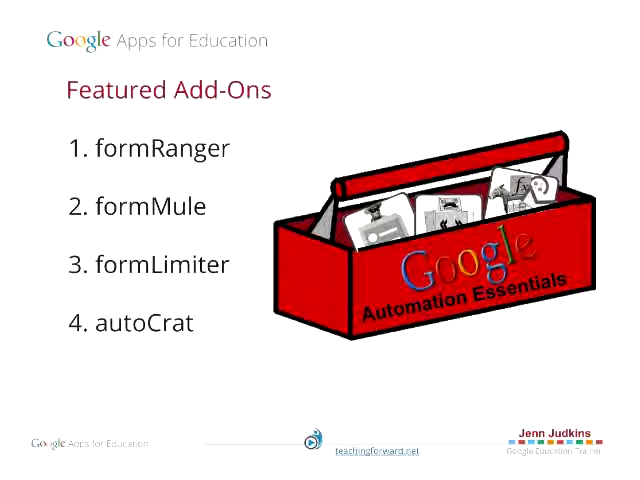 Google Apps for Education
Featured Add-Ons
1. formRanger
2. formMule
3. formLimiter
4. autoCrat
fx
Google
Automation Essentials
Google Apps for Education
teachingforward.net
Jenn Judkins
Google Education Trainer